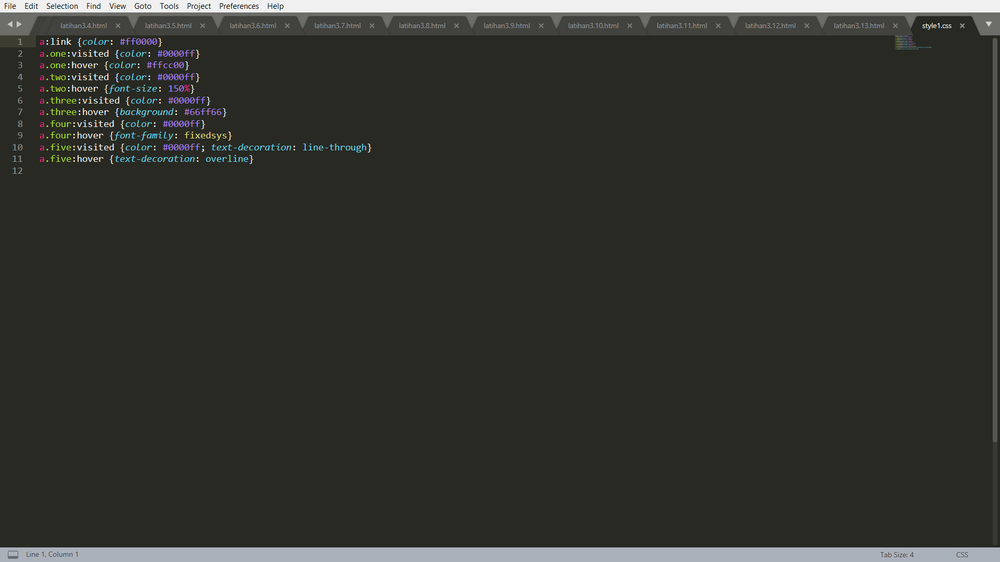 File Edit Selection Find View Goto Tools Project Preferences Help
latihan3.4.html latihan3.5.html latihan3.6.html latihan3.7.html latihan3.8.html latihan3.9.html latihan3.10.html latihan3.11.html latihan3.12.html latihan3.13.html style1.css
1 a:link {color: #ff0000}
2 a.one:visited {color: #0000ff}
3 a.one:hover {color: #ffcc00}
4 a.two:visited {color: #0000ff}
5 a.two:hover {font-size: 150%}
6 a.three:visited {color: #0000ff}
7 a.three:hover {background: #66ff66}
8 a.four:visited {color: #0000ff}
9 a.four:hover {font-family: fixedsys}
10 a.five:visited {color: #0000ff; text-decoration: line-through}
11 a.five:hover {text-decoration: overline}
12
Line 1, Column 1 Tab Size: 4 CSS